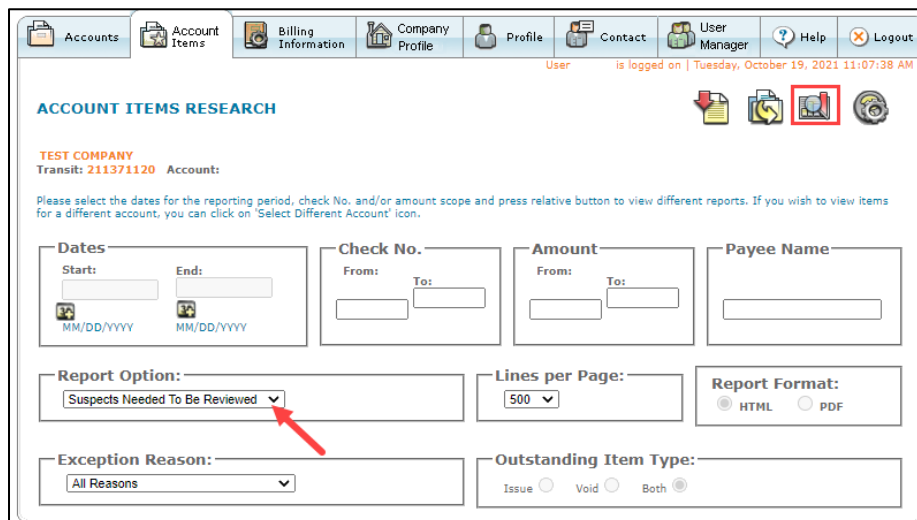 Accounts
Account
Items
Billing
Information
Company
Profile
Profile
Contact
User
Manager
Help
Logout
User is logged on | Tuesday, October 19, 2021 11:07:38 AM
ACCOUNT ITEMS RESEARCH
TEST COMPANY
Transit: 211371120 Account:
Please select the dates for the reporting period, check No. and/or amount scope and press relative button to view different reports. If you wish to view items
for a different account, you can click on 'Select Different Account' icon.
Dates
Start: End:
MM/DD/YYYY MM/DD/YYYY
Check No.
From: To:
Amount
From: To:
Payee Name
Report Option:
Suspects Needed To Be Reviewed
Lines per Page:
500
Report Format:
HTML PDF
Exception Reason:
All Reasons
Outstanding Item Type:
Issue Void Both